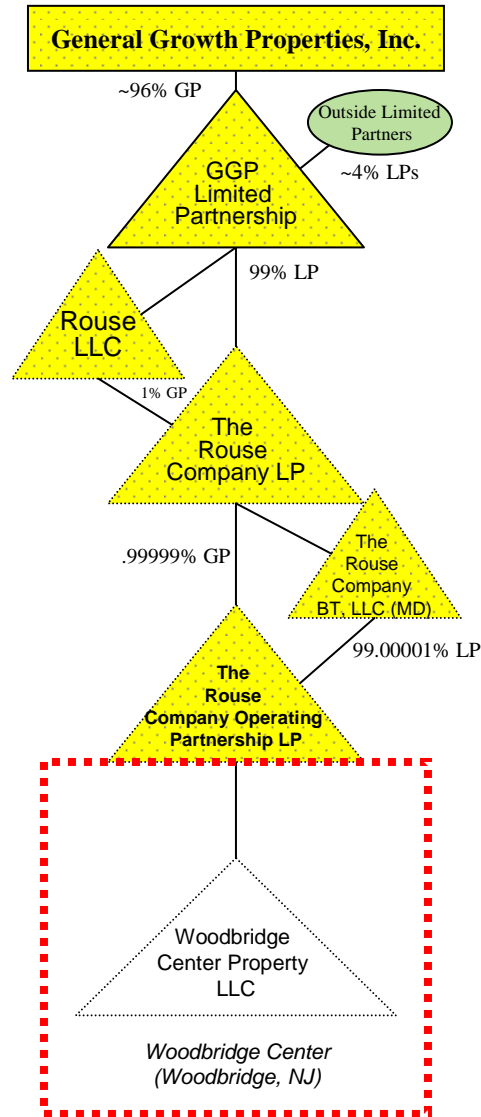 General Growth Properties, Inc.
~96% GP
Outside Limited
Partners
~4% LPs
GGP
Limited
Partnership
99% LP
Rouse
LLC
1% GP
The
Rouse
Company LP
.99999% GP
The
Rouse
Company
BT, LLC (MD)
99.00001% LP
The
Rouse
Company Operating
Partnership LP
Woodbridge
Center Property
LLC
Woodbridge Center
(Woodbridge, NJ)